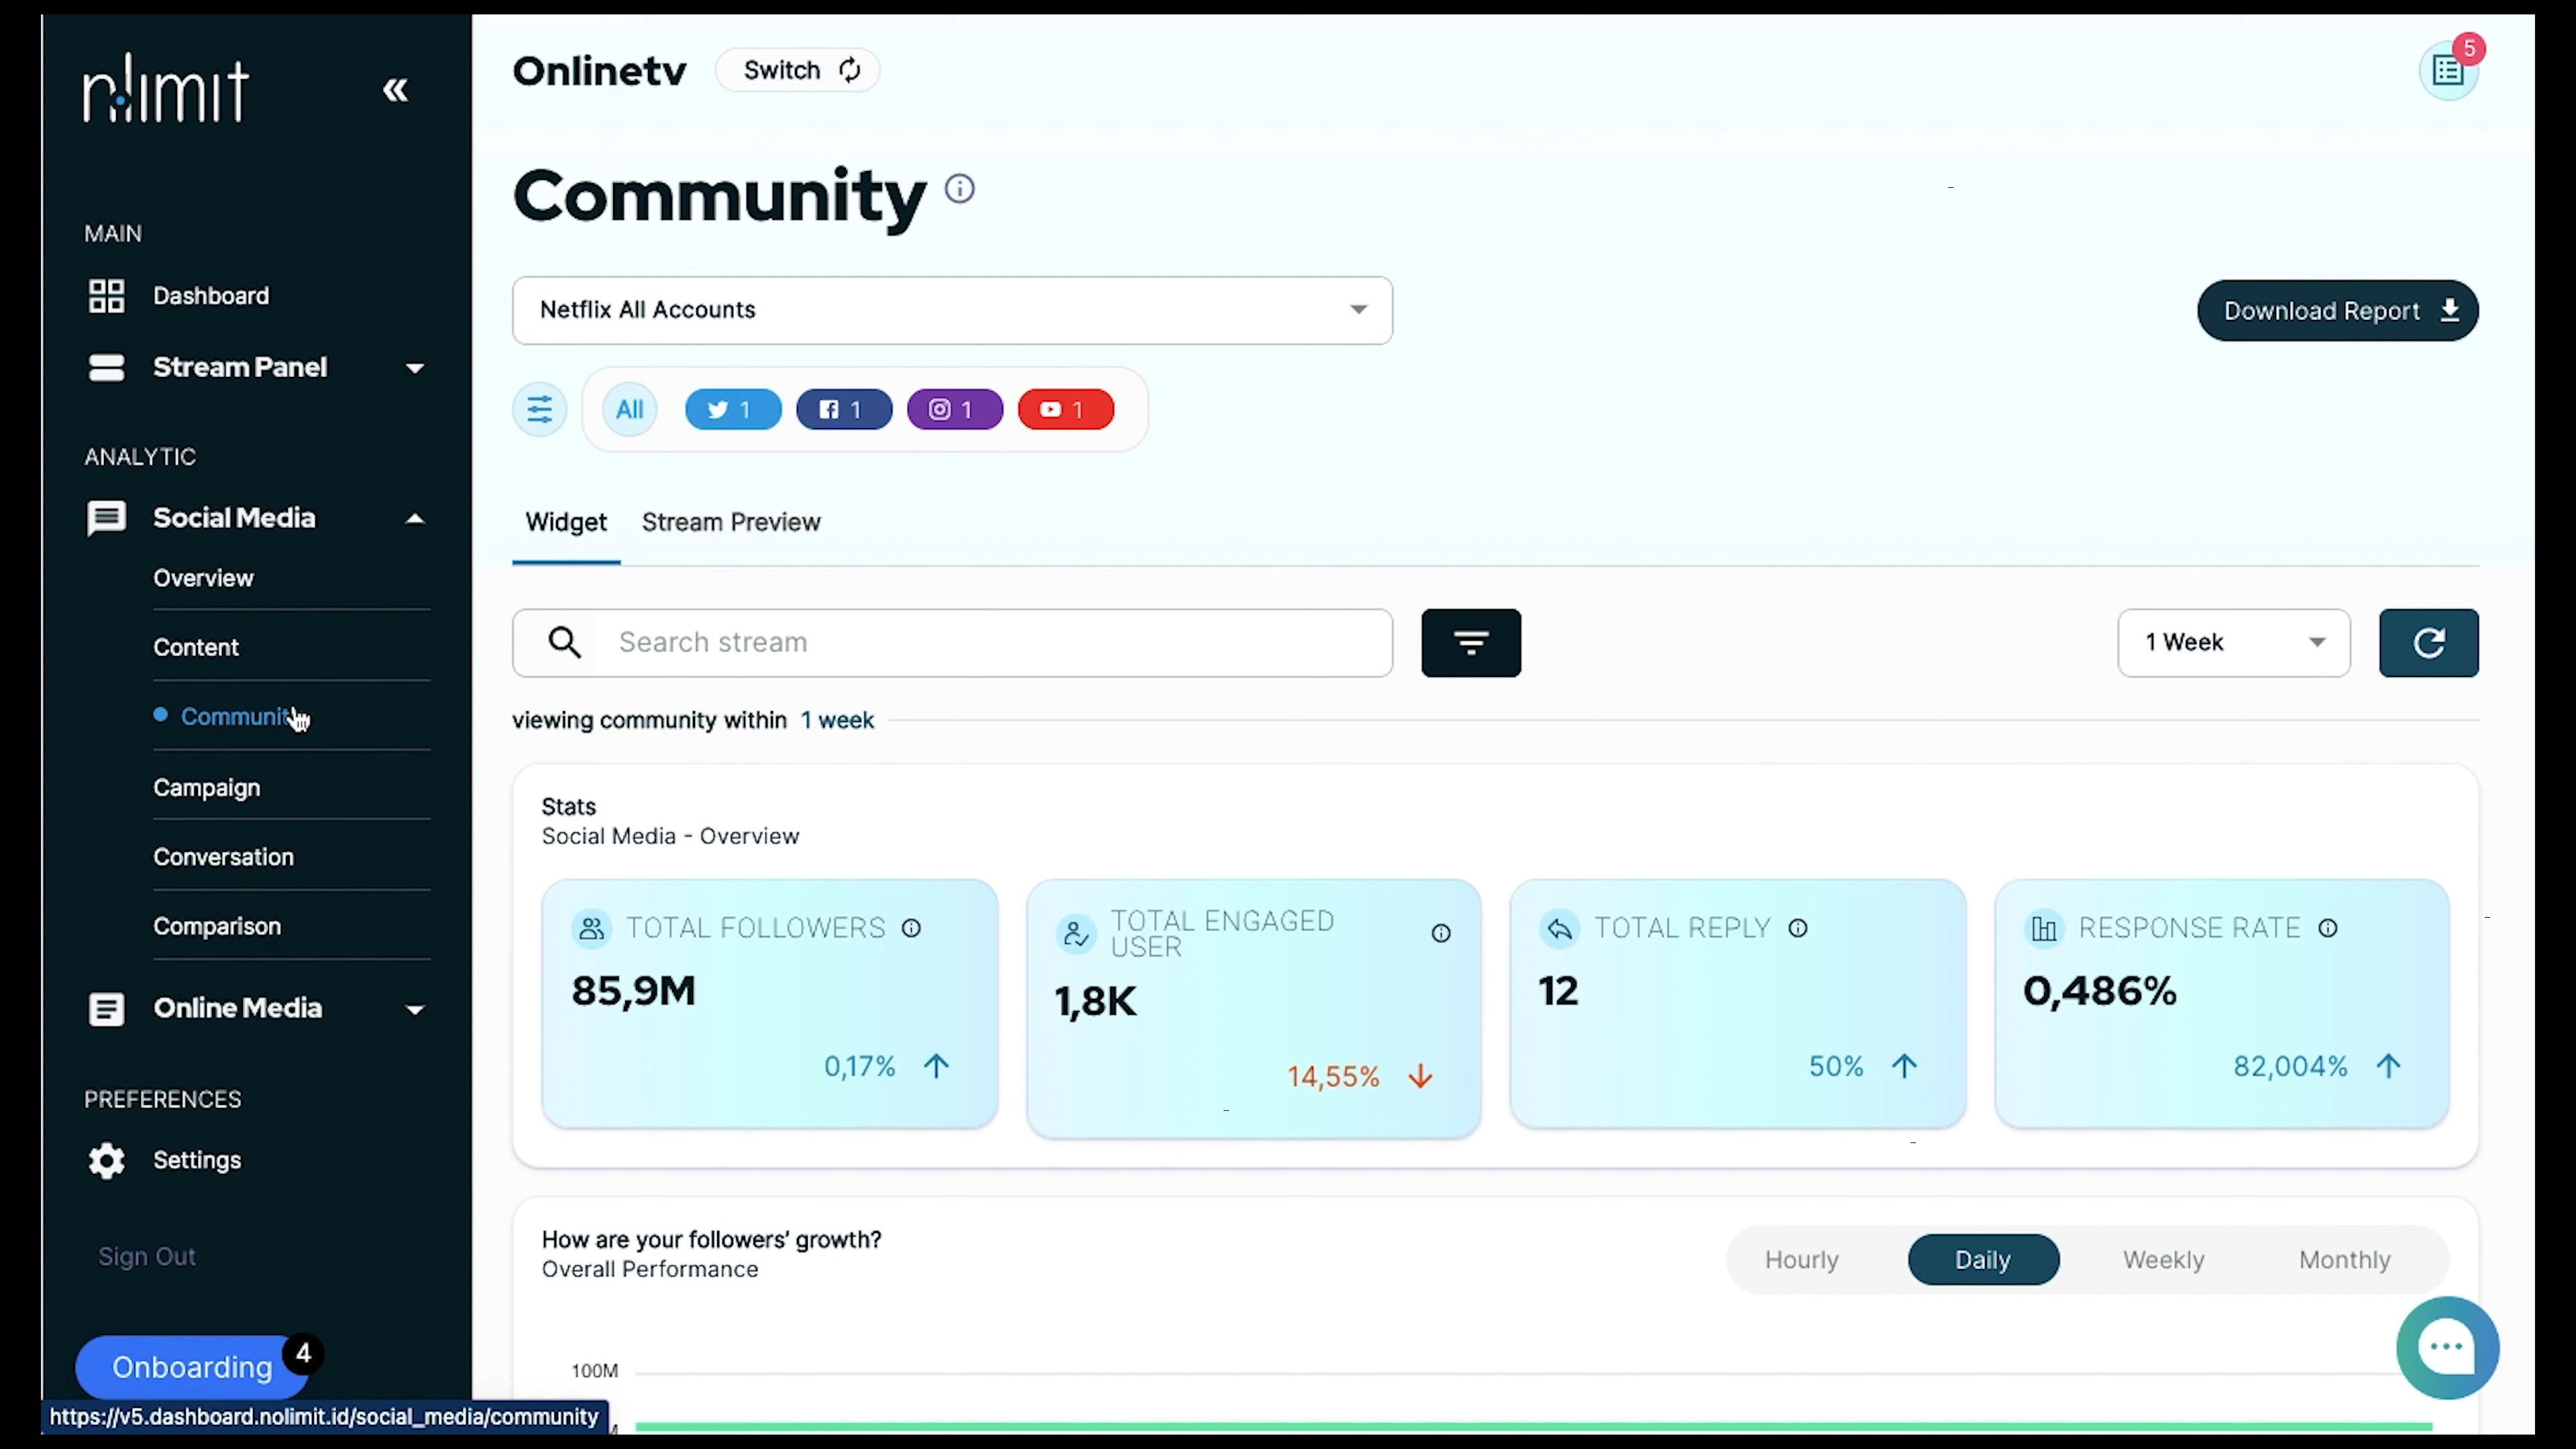 nolimit
«
Onlinetv
Switch
5
MAIN
Dashboard
Stream Panel
ANALYTIC
Social Media
Overview
Content
Communit
Campaign
Conversation
Comparison
Online Media
PREFERENCES
Settings
Sign Out
Onboarding 4
https://v5.dashboard.nolimit.id/social_media/community
Community
Netflix All Accounts
Download Report
All 1 1 1 1
Widget Stream Preview
Search stream
1 Week
viewing community within 1 week
Stats
Social Media - Overview
TOTAL FOLLOWERS
85,9M
0,17%
TOTAL ENGAGED
USER
1,8K
14,55%
TOTAL REPLY
12
50%
RESPONSE RATE
0,486%
82,004%
How are your followers' growth?
Overall Performance
Hourly Daily Weekly Monthly
100M